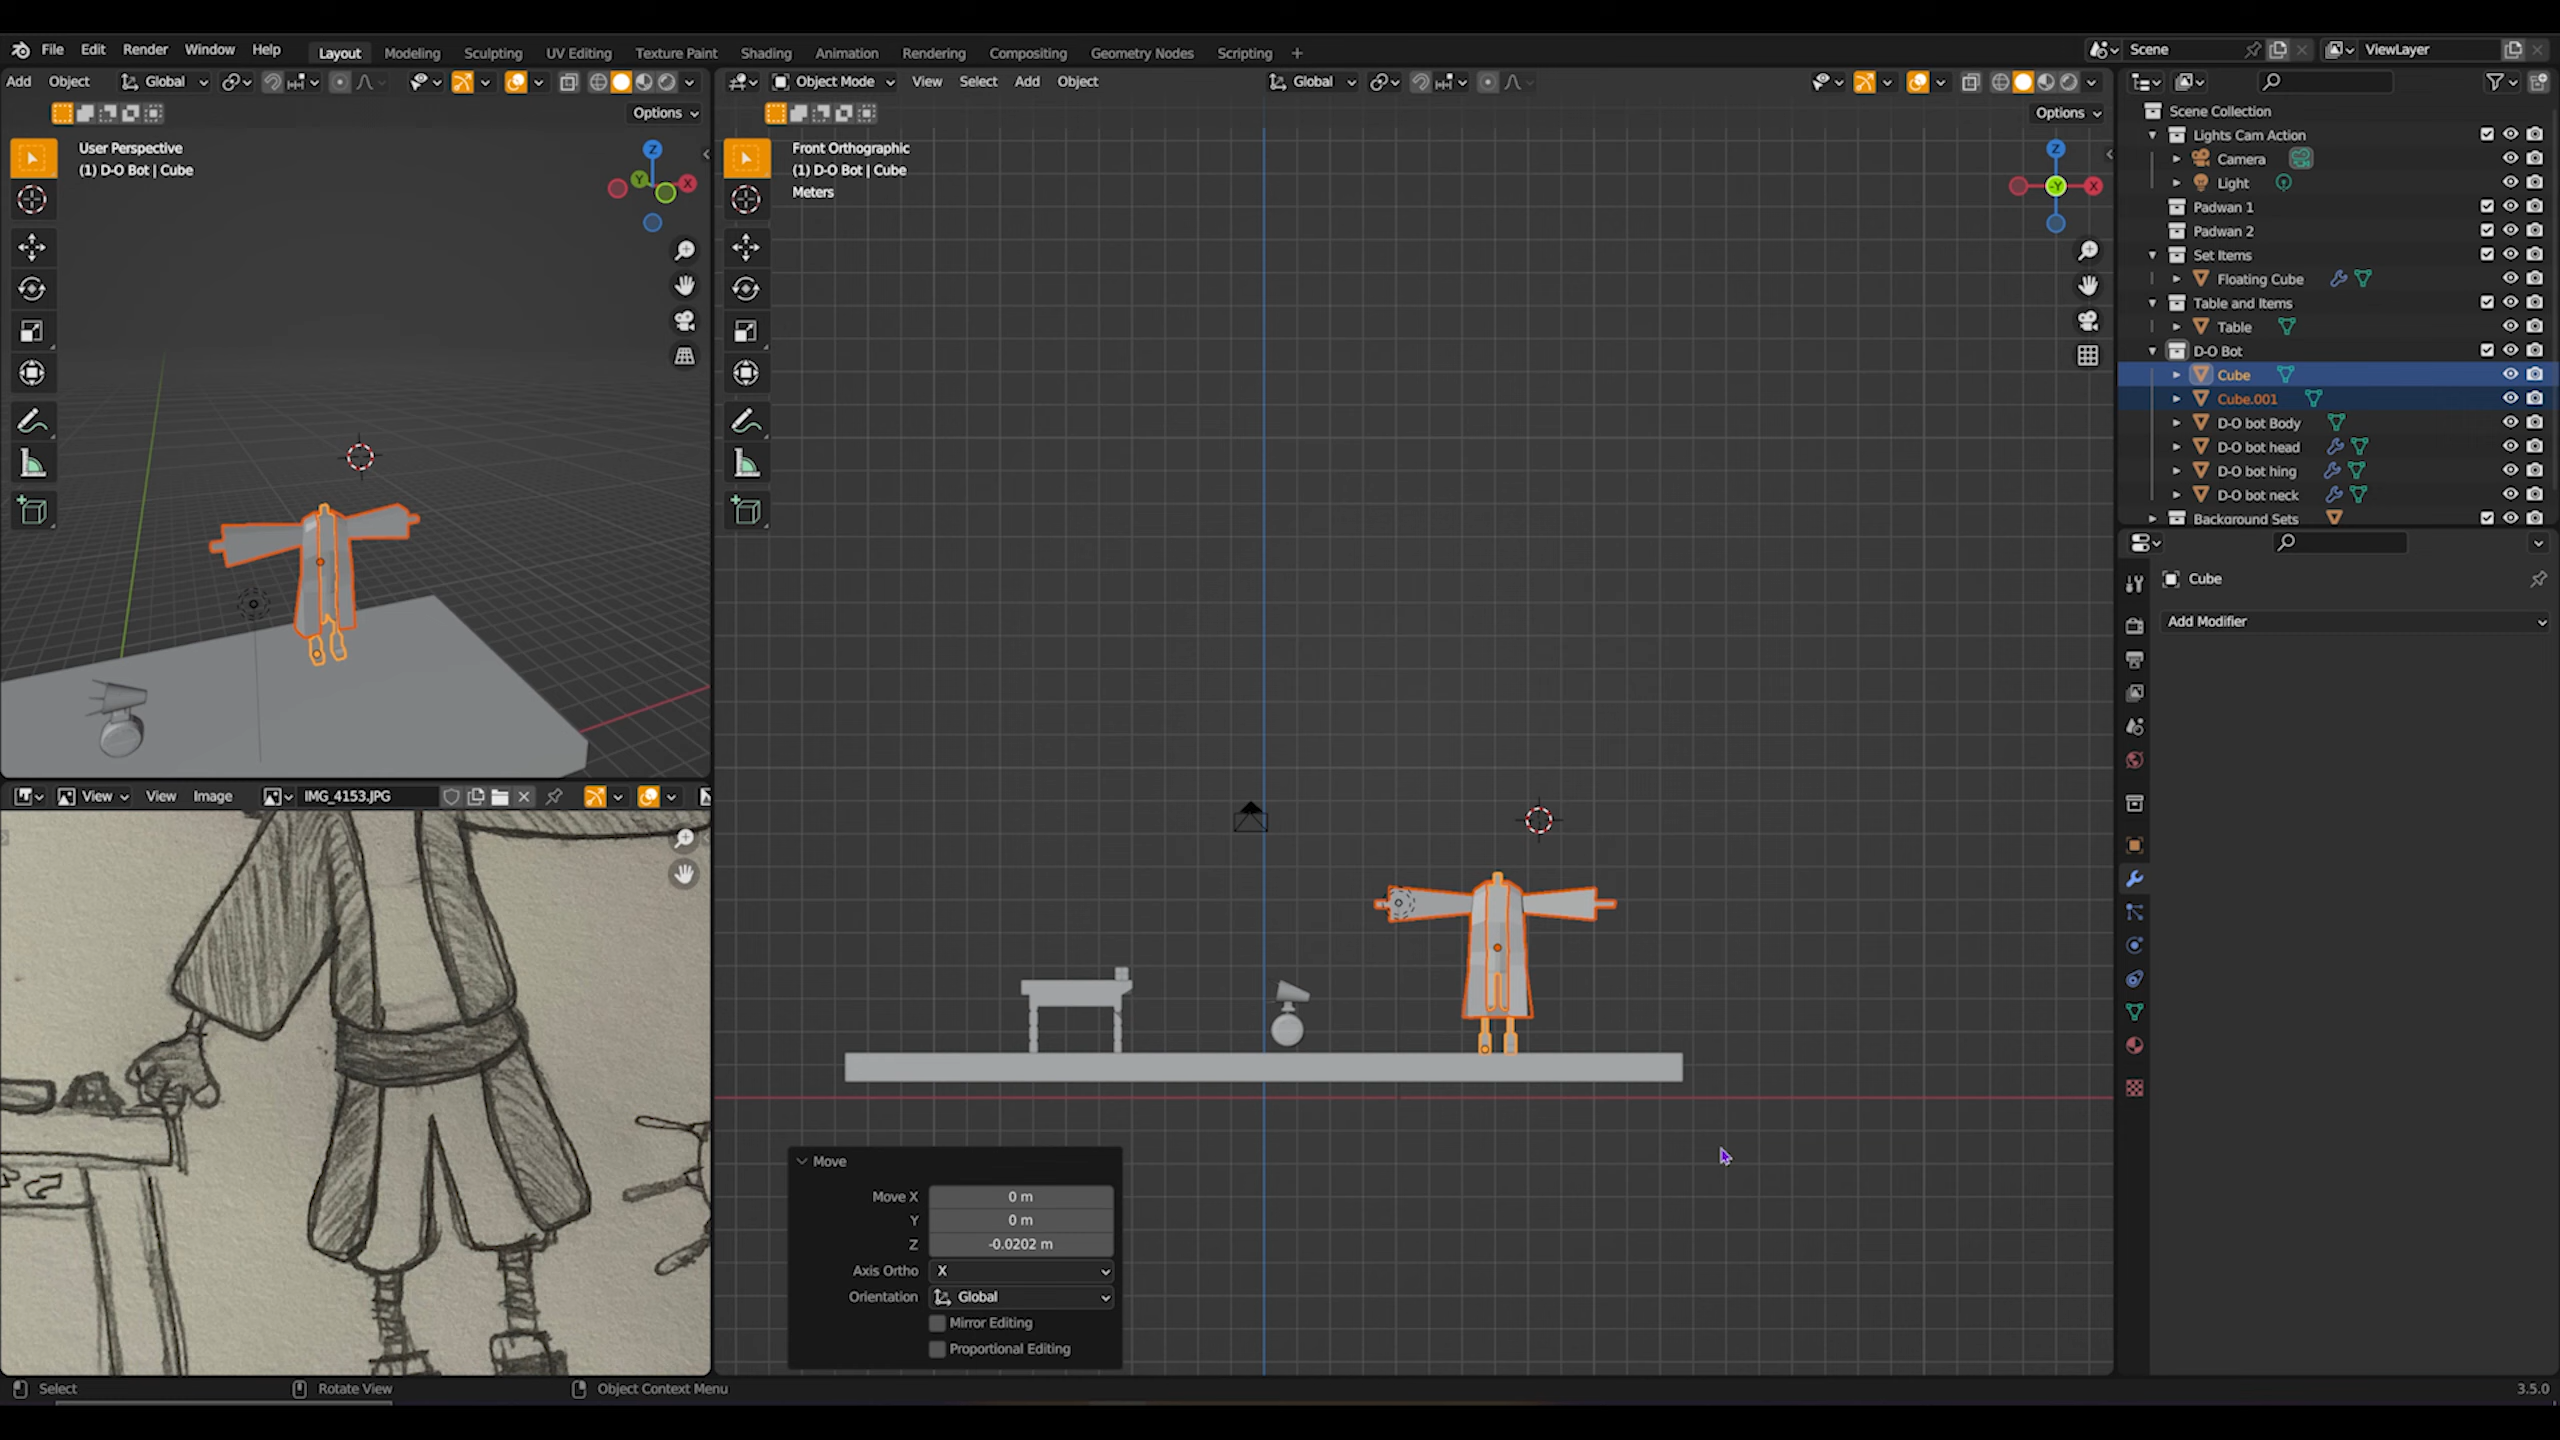 File Edit Render Window Help Layout Modeling Sculpting UV Editing Texture Paint Shading Animation Rendering Compositing Geometry Nodes Scripting + Scene ViewLayer
Add Object Global
Options
User Perspective
(1) D-O Bot | Cube
Z
Y
X
Object Mode View Select Add Object Global
Options
Front Orthographic
(1) D-O Bot | Cube
Meters
Z
-Y
X
View View Image IMG_4153.JPG
Move
Move X 0 m
Y 0 m
Z -0.0202 m
Axis Ortho X
Orientation Global
Mirror Editing
Proportional Editing
Scene Collection
Lights Cam Action
Camera
Light
Padwan 1
Padwan 2
Set Items
Floating Cube
Table and Items
Table
D-O Bot
Cube
Cube.001
D-O bot Body
D-O bot head
D-O bot hing
D-O bot neck
Background Sets
Cube
Add Modifier
Select Rotate View Object Context Menu 3.5.0